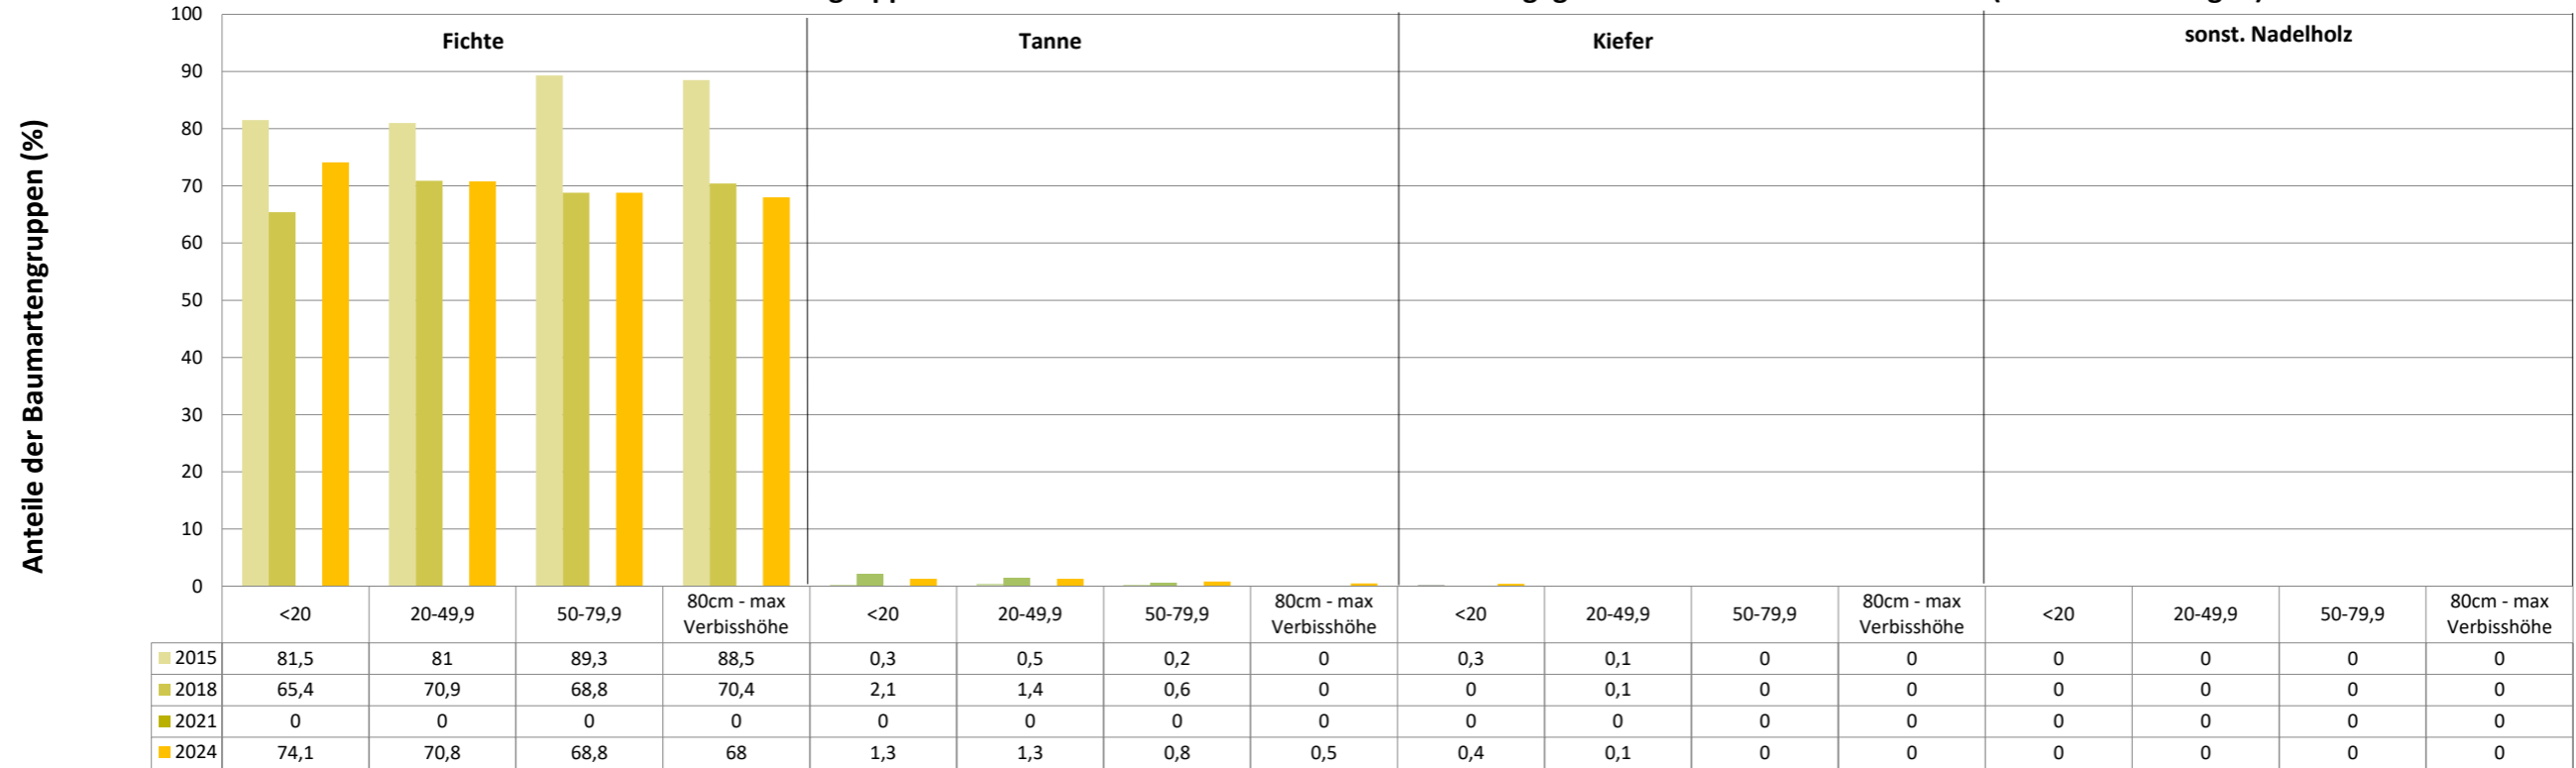 100 90 80 70 60 50 40 30 20 10 0
Anteile der Baumartengruppen (%)
Fichte Tanne Kiefer sonst. Nadelholz
<20 20-49,9 50-79,9 80cm - max Verbisshöhe <20 20-49,9 50-79,9 80cm - max Verbisshöhe <20 20-49,9 50-79,9 80cm - max Verbisshöhe <20 20-49,9 50-79,9 80cm - max Verbisshöhe
2015 81,5 81 89,3 88,5 0,3 0,5 0,2 0 0,3 0,1 0 0 0 0 0 0
2018 65,4 70,9 68,8 70,4 2,1 1,4 0,6 0 0 0,1 0 0 0 0 0 0
2021 0 0 0 0 0 0 0 0 0 0 0 0 0 0 0 0
2024 74,1 70,8 68,8 68 1,3 1,3 0,8 0,5 0,4 0,1 0 0 0 0 0 0